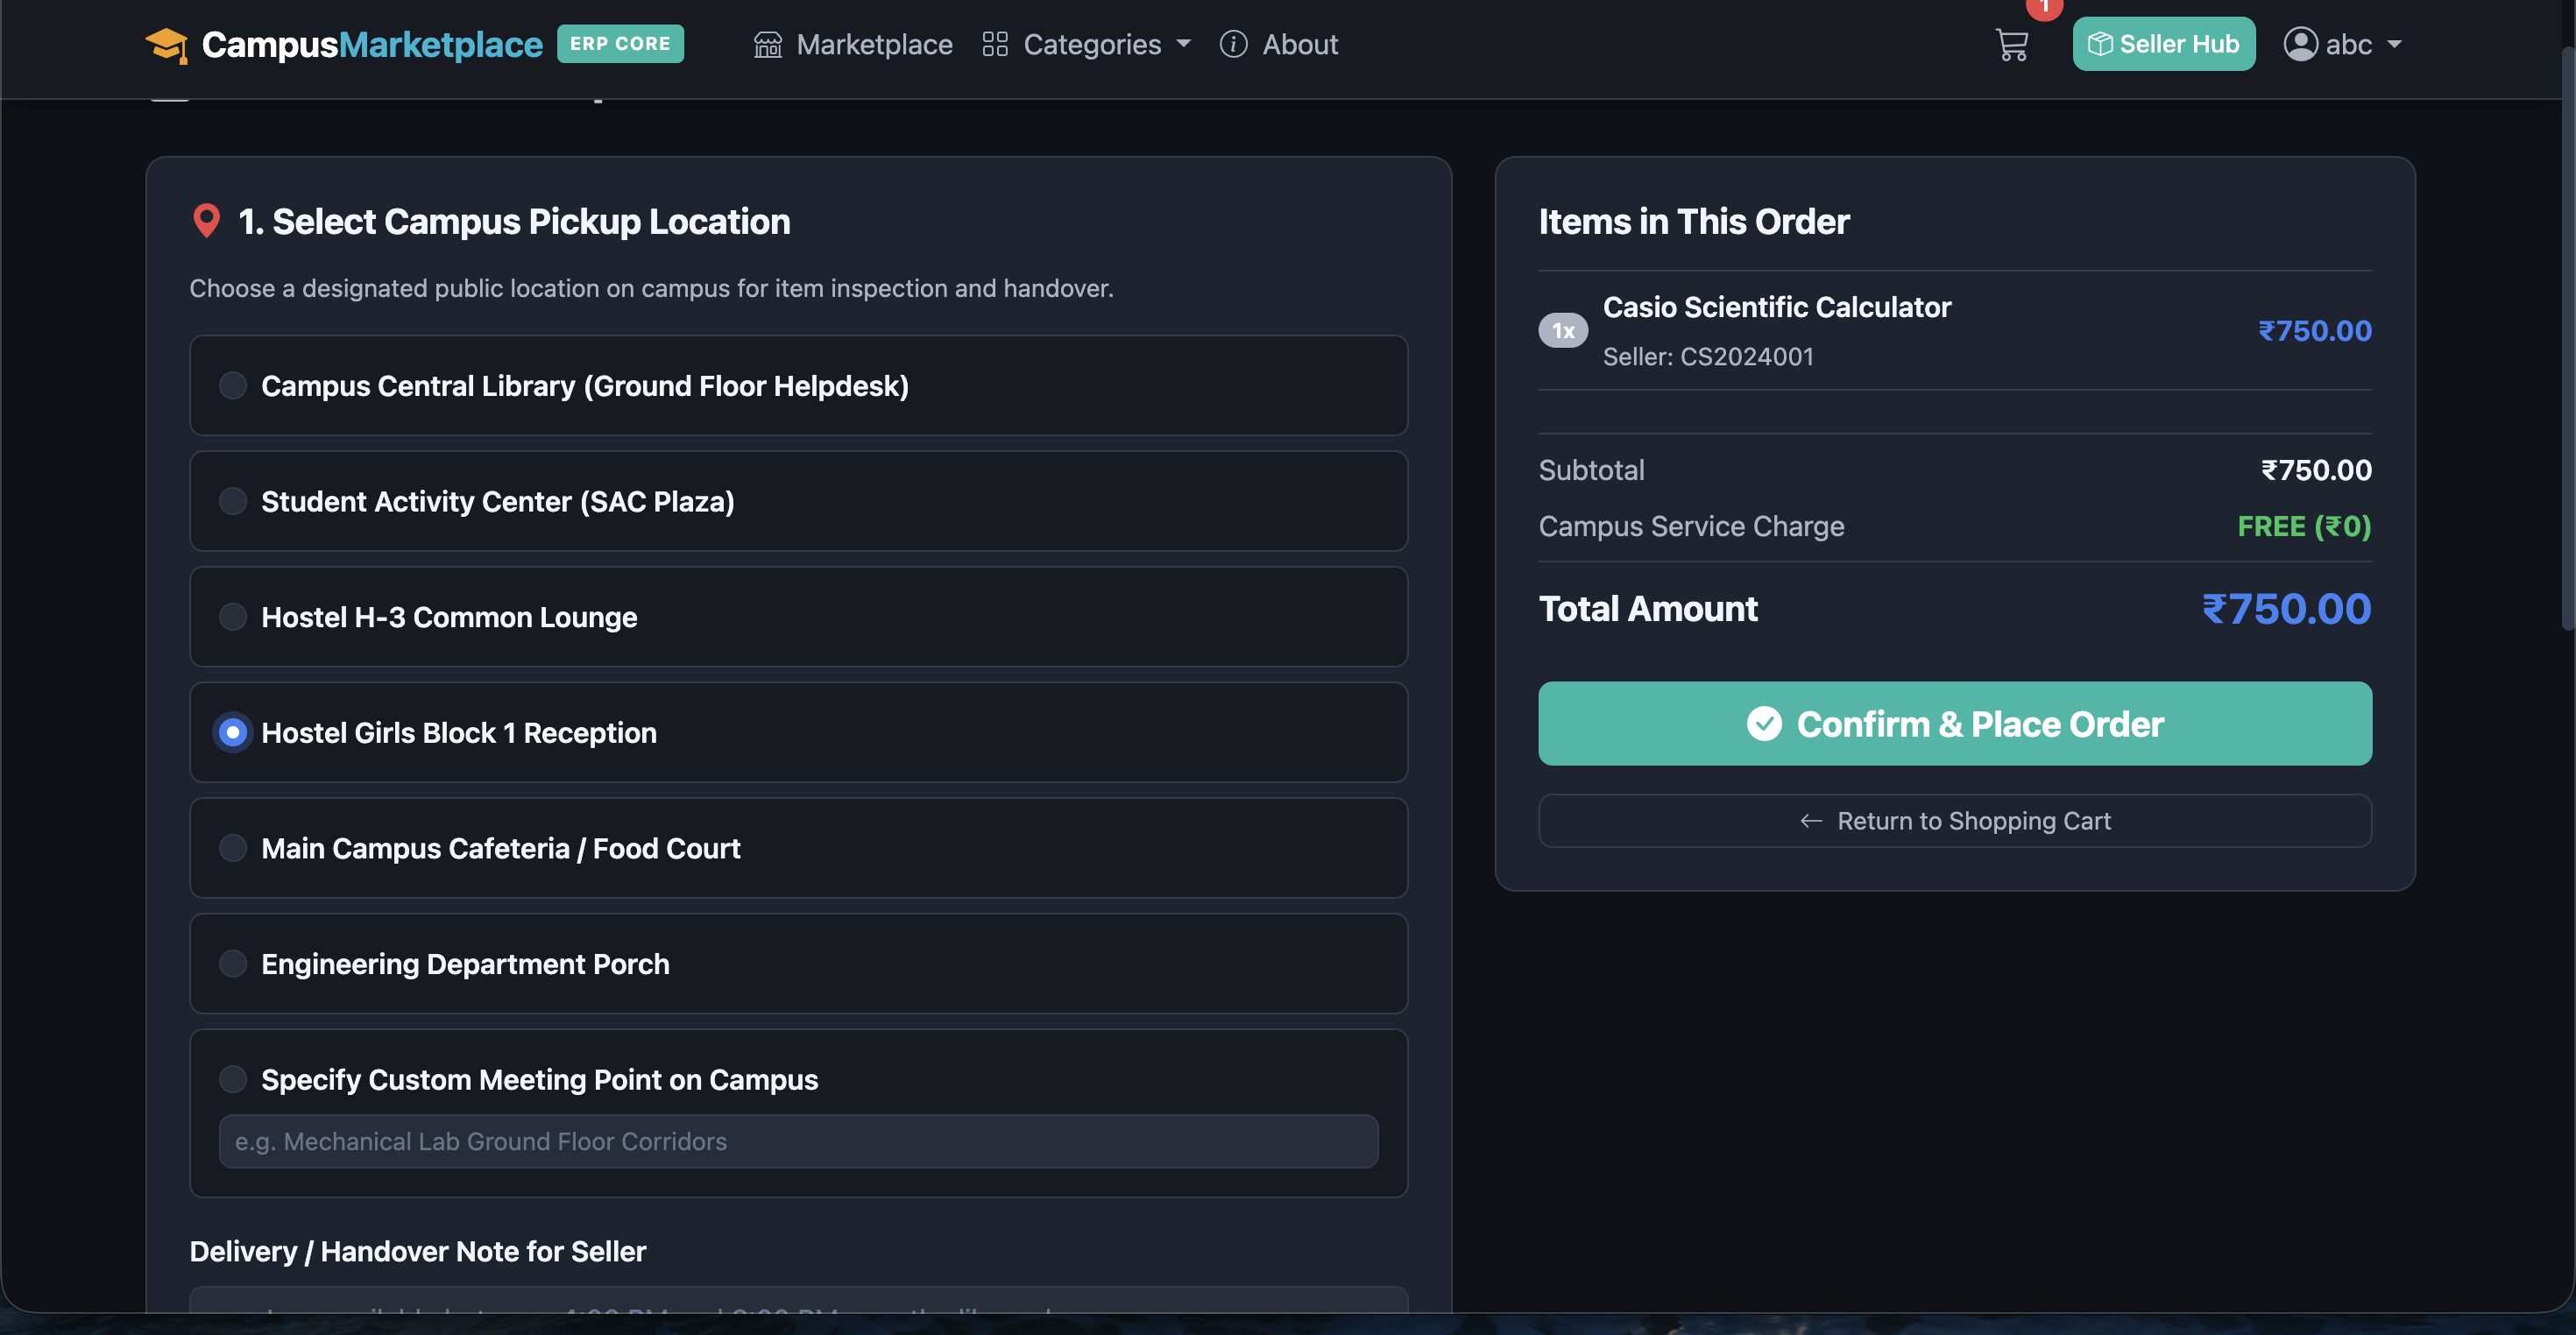 CampusMarketplace ERP CORE Marketplace Categories About 1 Seller Hub abc
1. Select Campus Pickup Location
Choose a designated public location on campus for item inspection and handover.
Campus Central Library (Ground Floor Helpdesk)
Student Activity Center (SAC Plaza)
Hostel H-3 Common Lounge
Hostel Girls Block 1 Reception
Main Campus Cafeteria / Food Court
Engineering Department Porch
Specify Custom Meeting Point on Campus
e.g. Mechanical Lab Ground Floor Corridors
Delivery / Handover Note for Seller
Items in This Order
1x Casio Scientific Calculator ₹750.00
Seller: CS2024001
Subtotal ₹750.00
Campus Service Charge FREE (₹0)
Total Amount ₹750.00
Confirm & Place Order
← Return to Shopping Cart